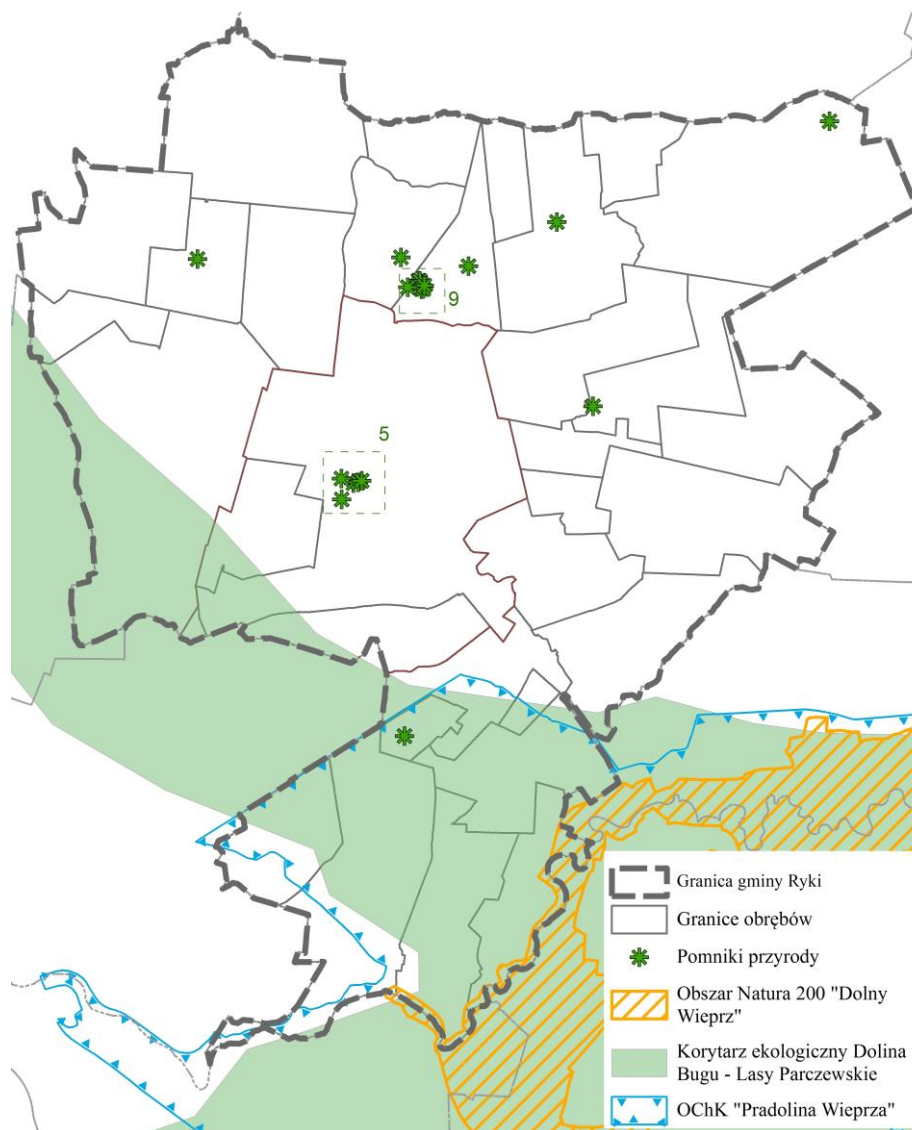 9
5
Granica gminy Ryki
Granice obrębów
Pomniki przyrody
Obszar Natura 200 "Dolny
Wieprz"
Korytarz ekologiczny Dolina
Bugu - Lasy Parczewskie
OChK "Pradolina Wieprza"